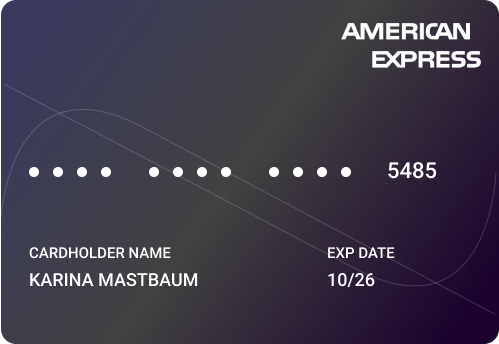 AMERICAN
EXPRESS
•••• •••• •••• 5485
CARDHOLDER NAME
EXP DATE
KARINA MASTBAUM
10/26